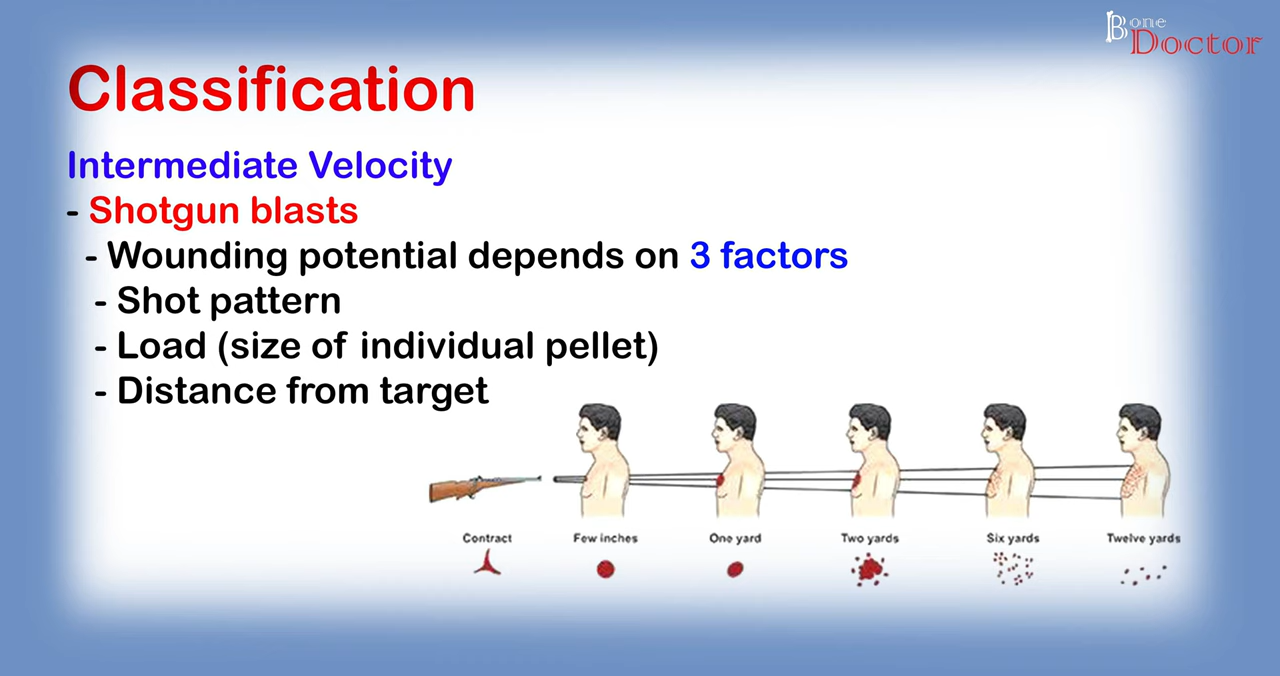 Bone
Doctor
Classification
Intermediate Velocity
- Shotgun blasts
- Wounding potential depends on 3 factors
- Shot pattern
- Load (size of individual pellet)
- Distance from target
Contract Few inches One yard Two yards Six yards Twelve yards